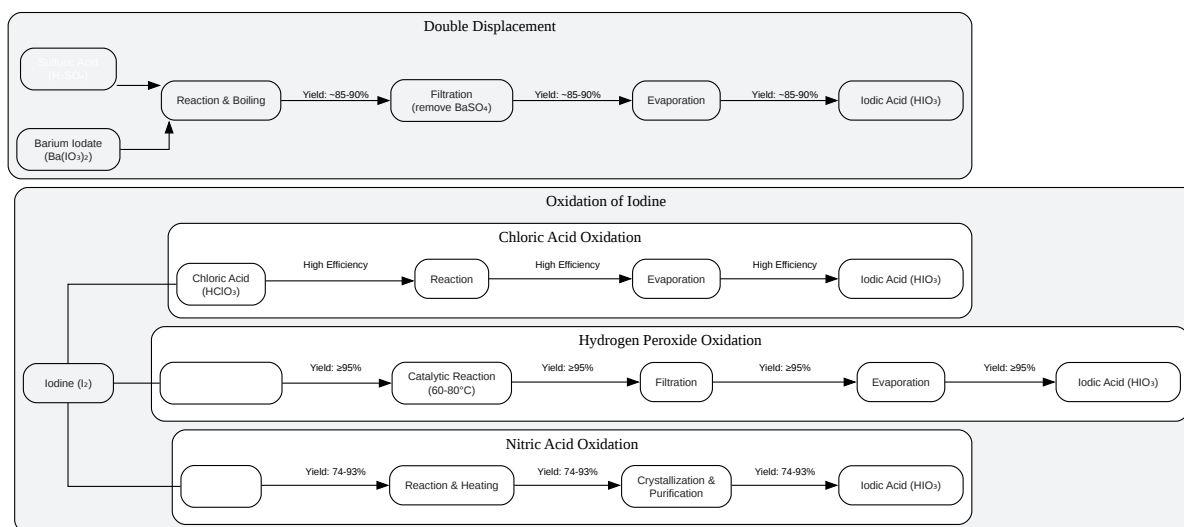 Double Displacement
Sulfuric Acid
(H₂SO₄)
Reaction & Boiling
Yield: ~85-90%
Filtration
(remove BaSO₄)
Yield: ~85-90%
Evaporation
Yield: ~85-90%
Iodic Acid (HIO₃)
Barium Iodate
(Ba(IO₃)₂)
Oxidation of Iodine
Chloric Acid Oxidation
Chloric Acid
(HClO₃)
High Efficiency
Reaction
High Efficiency
Evaporation
High Efficiency
Iodic Acid (HIO₃)
Hydrogen Peroxide Oxidation
Iodine (I₂)
Yield: ≥95%
Catalytic Reaction
(60-80°C)
Yield: ≥95%
Filtration
Yield: ≥95%
Evaporation
Yield: ≥95%
Iodic Acid (HIO₃)
Nitric Acid Oxidation
Yield: 74-93%
Reaction & Heating
Yield: 74-93%
Crystallization &
Purification
Yield: 74-93%
Iodic Acid (HIO₃)